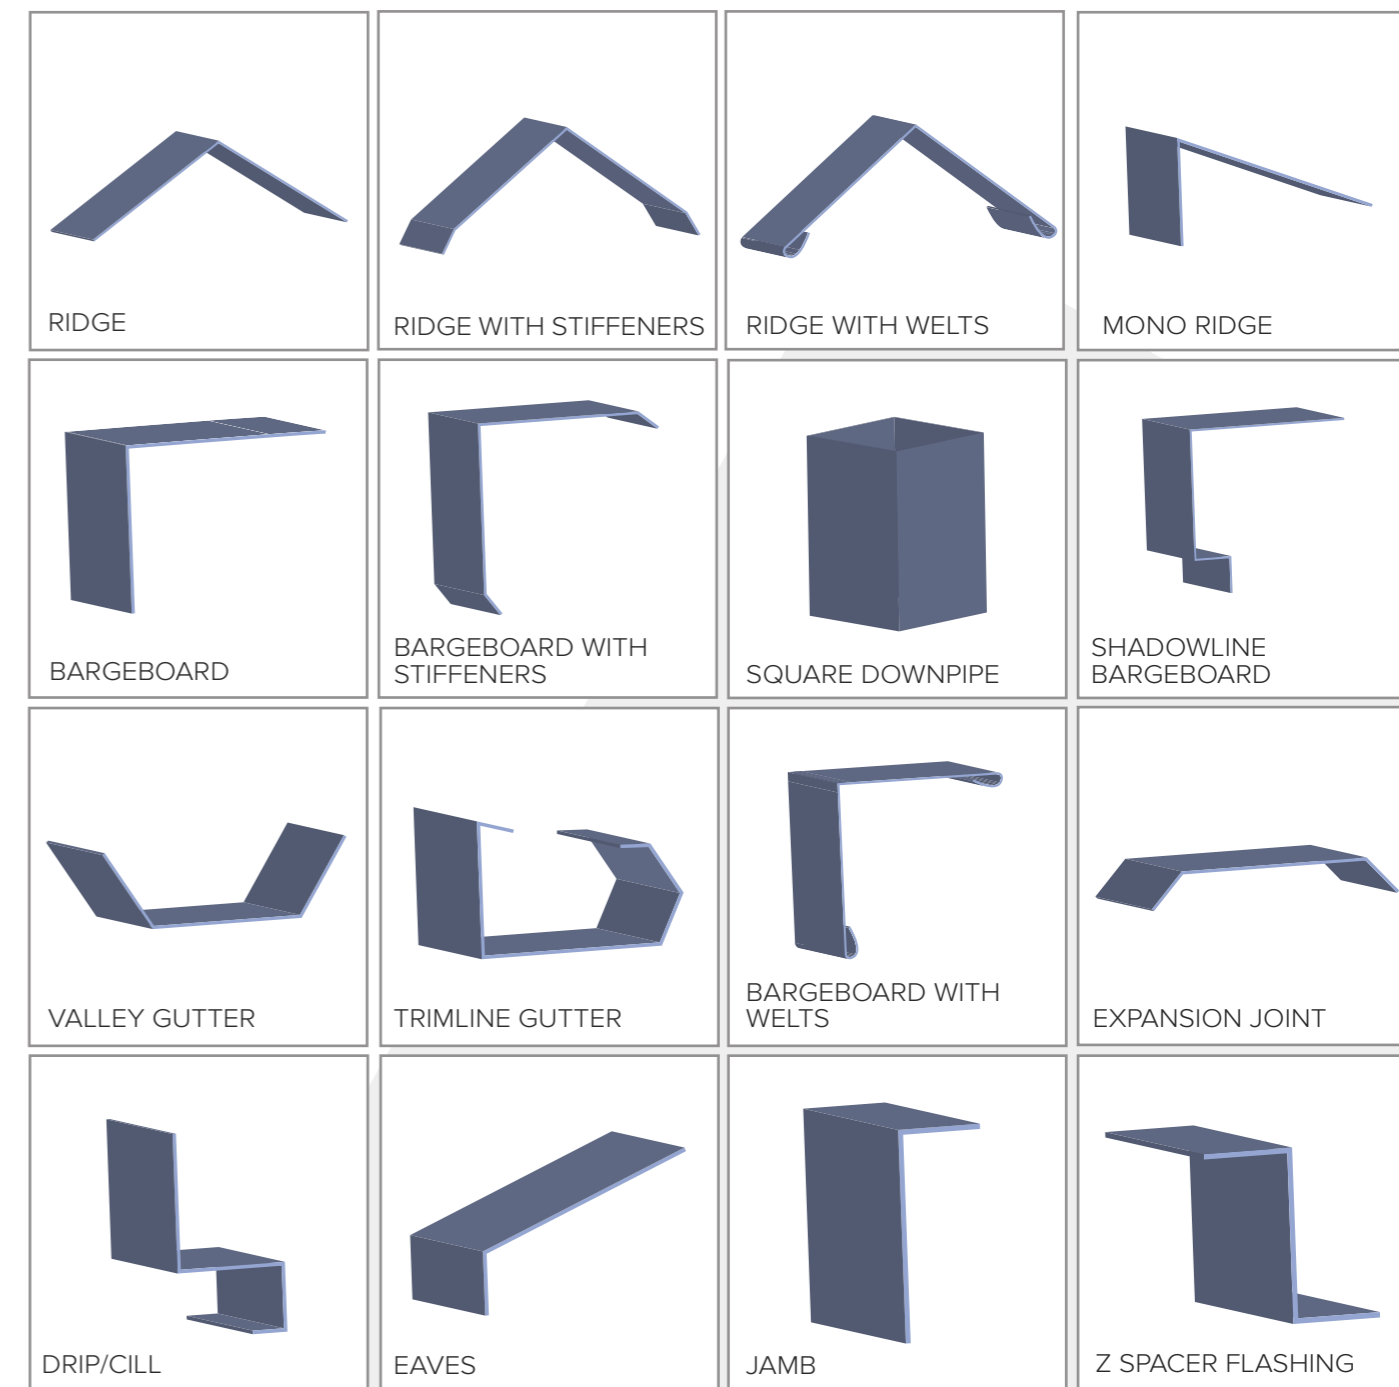 RIDGE
RIDGE WITH STIFFENERS
RIDGE WITH WELTS
MONO RIDGE
BARGEBOARD
BARGEBOARD WITH
STIFFENERS
SQUARE DOWNPIPE
SHADOWLINE
BARGEBOARD
VALLEY GUTTER
TRIMLINE GUTTER
BARGEBOARD WITH
WELTS
EXPANSION JOINT
DRIP/CILL
EAVES
JAMB
Z SPACER FLASHING